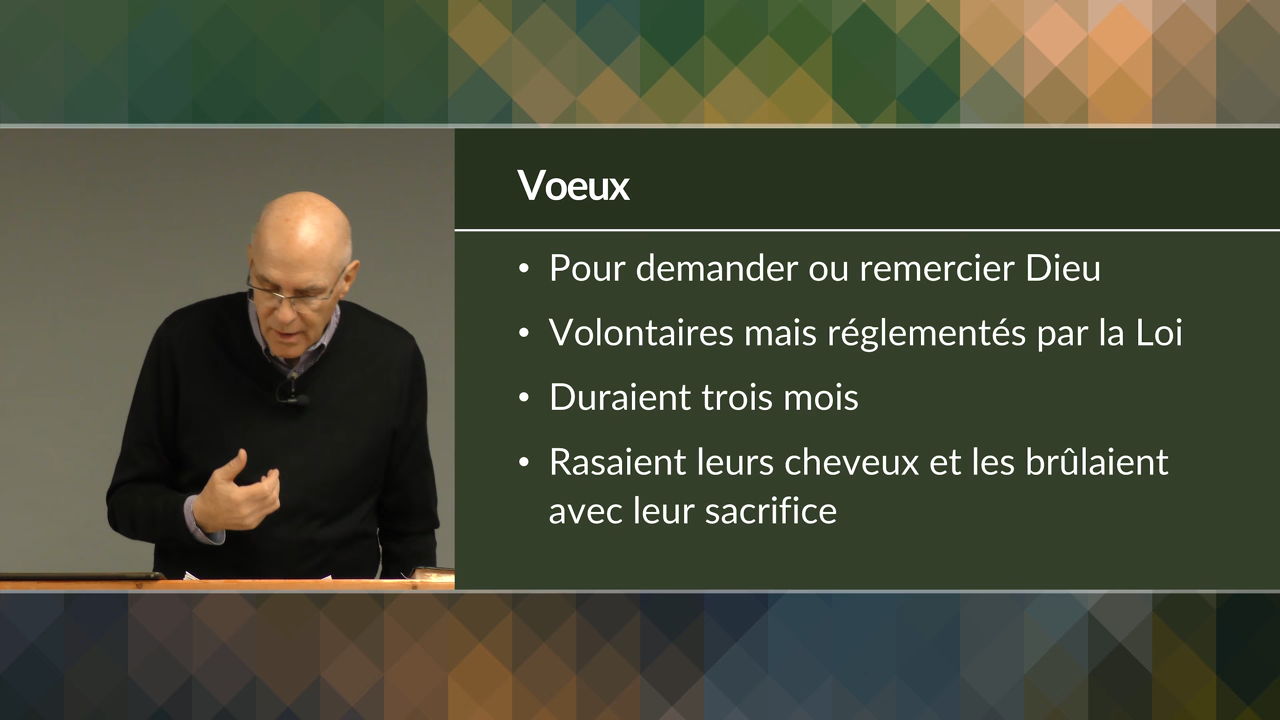 Voeux
• Pour demander ou remercier Dieu
• Volontaires mais réglementés par la Loi
• Duraient trois mois
• Rasaient leurs cheveux et les brûlaient
avec leur sacrifice